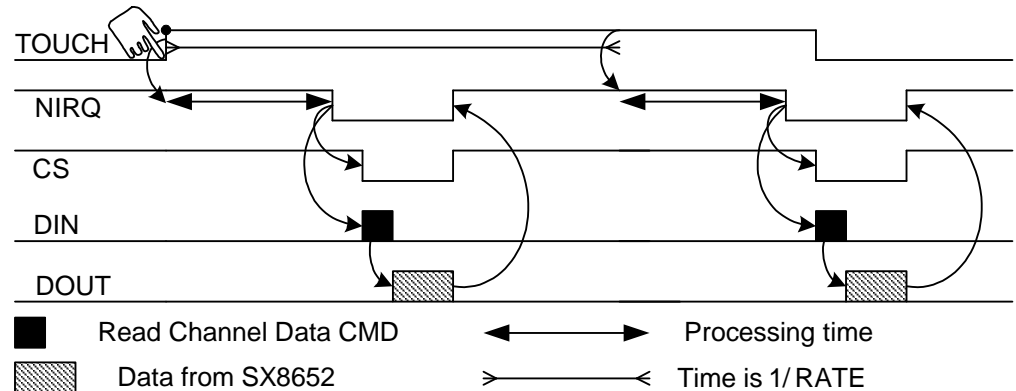 TOUCH
NIRQ
CS
DIN
DOUT
Read Channel Data CMD
Processing time
Data from SX8652
Time is 1/ RATE